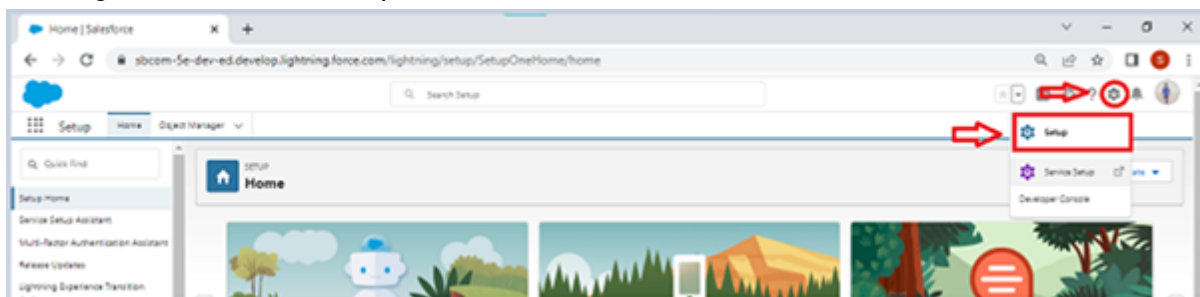 Home | Salesforce
sbcom-5e-dev-ed.develop.lightning.force.com/lightning/setup/SetupOneHome/home
S
Search Setup
?
Setup
Home
Object Manager
Setup
Quick Find
SETUP
Home
Service Setup
Setup Home
Developer Console
Service Setup Assistant
Multi-Factor Authentication Assistant
Release Updates
Lightning Experience Transition